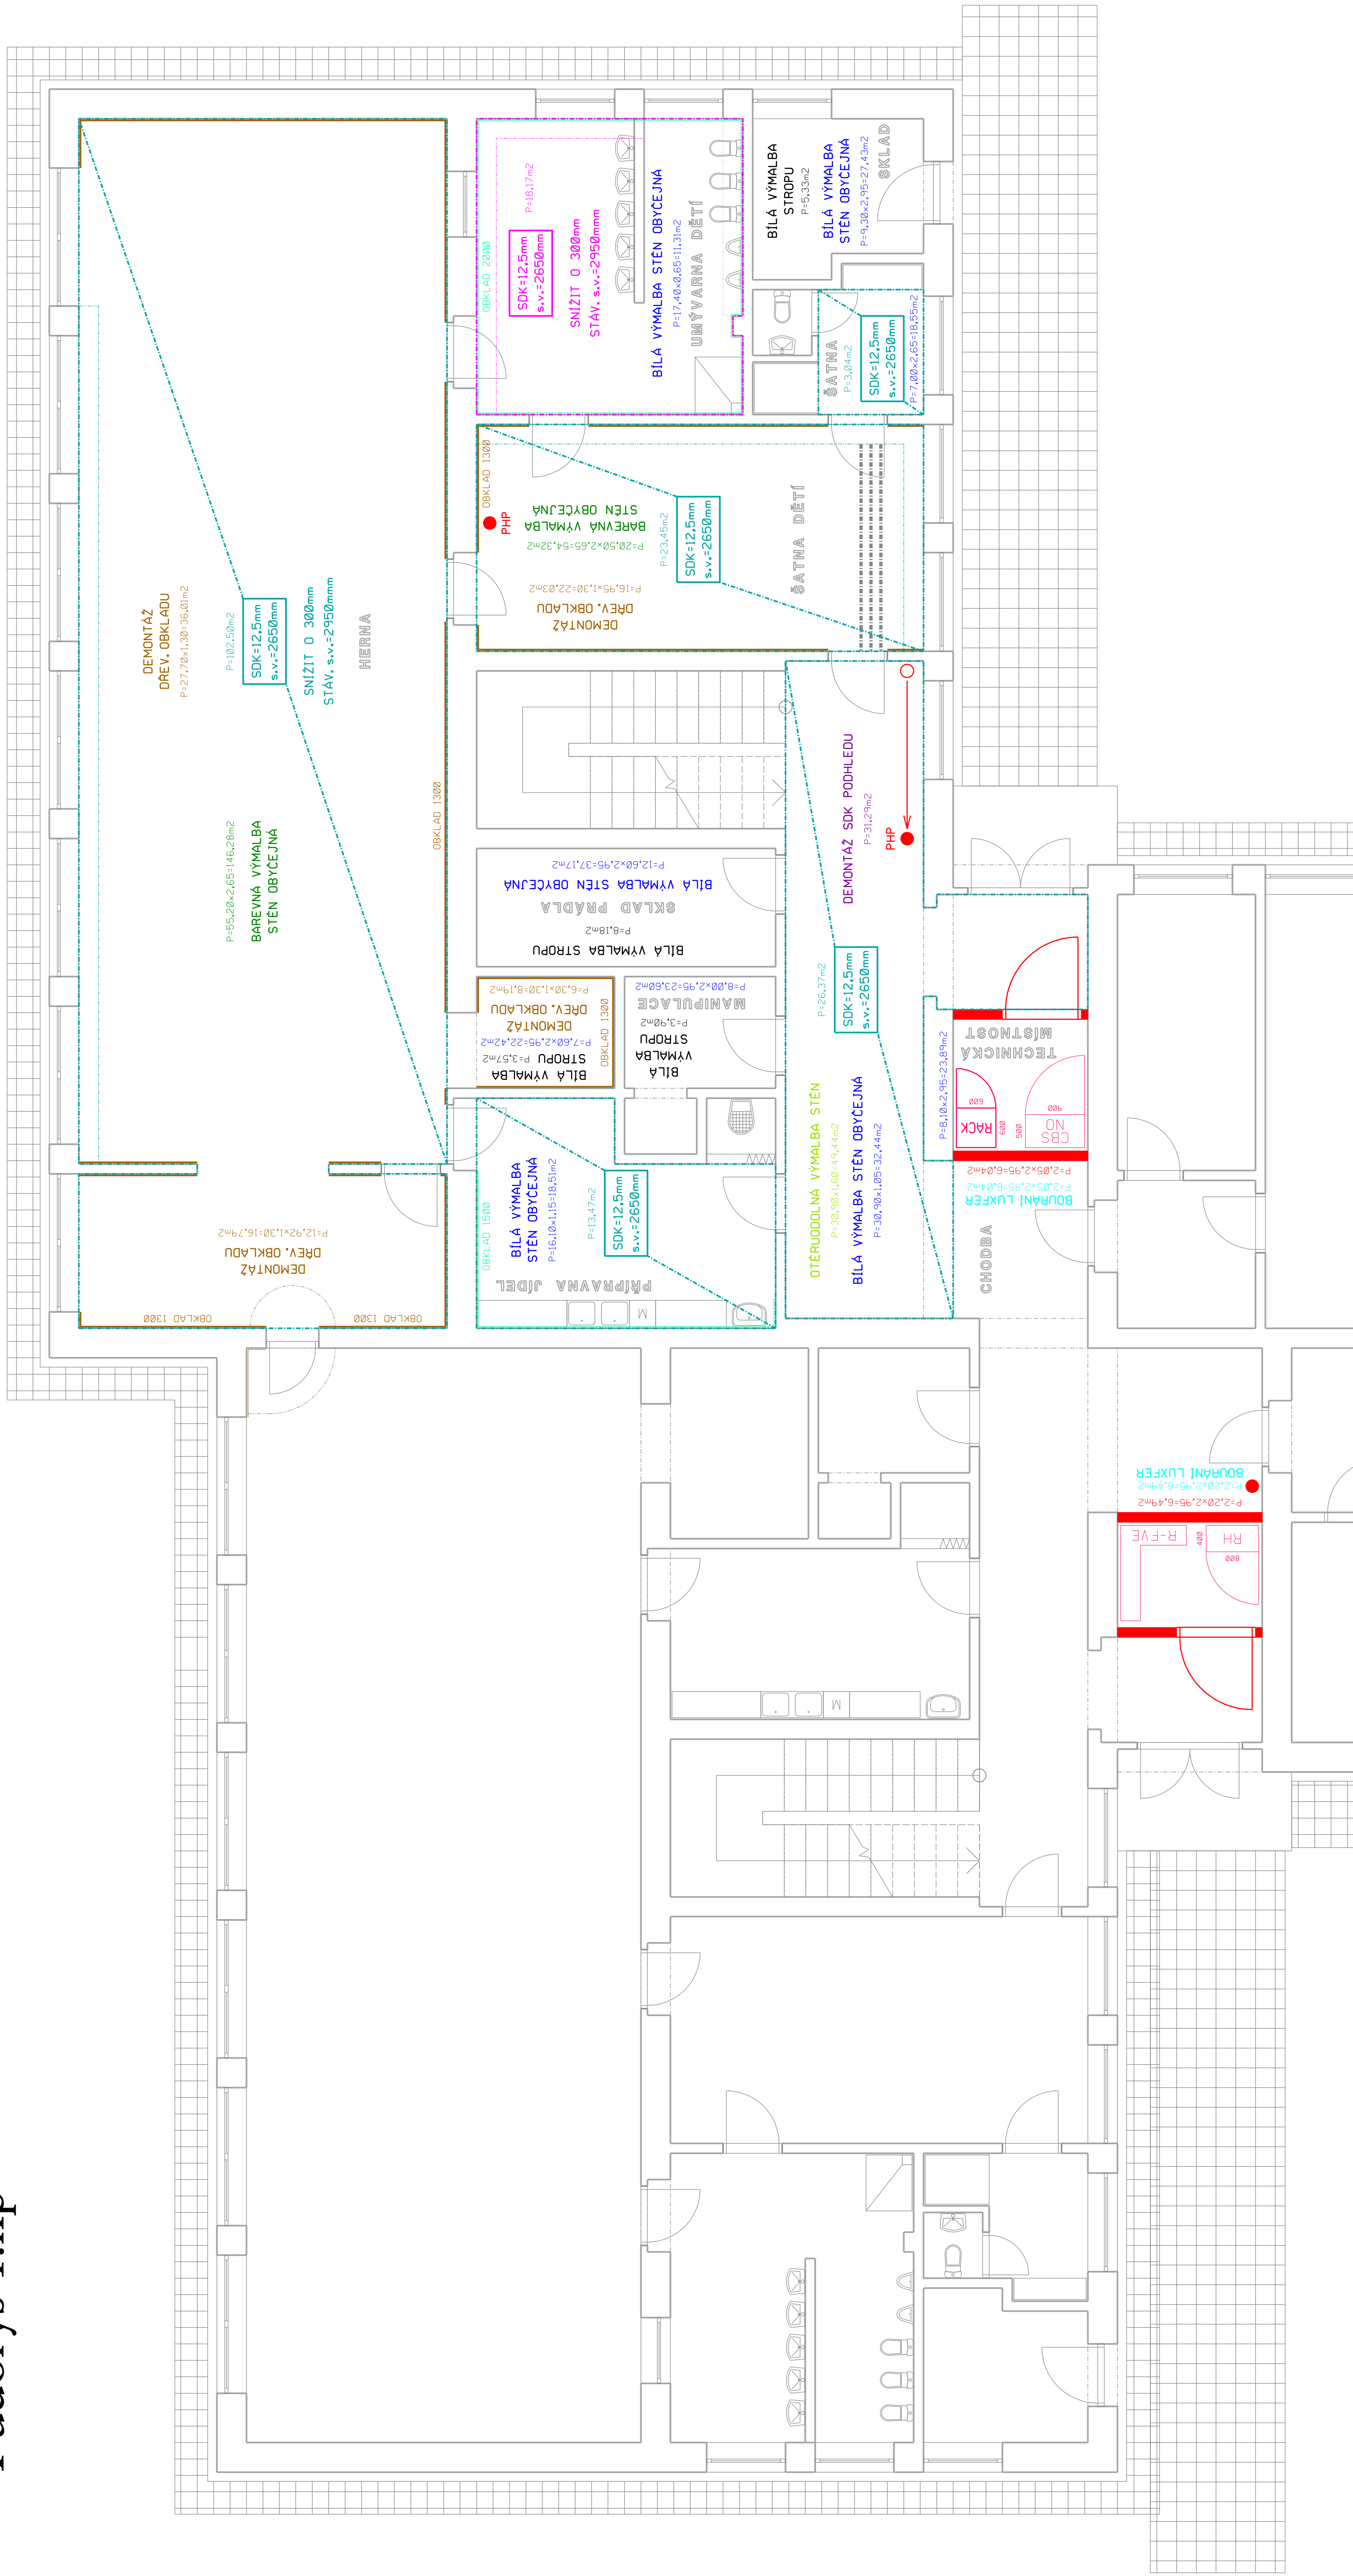 DEMONTÁŽ
DŘEV. OBKLADU
P=27,70x1,30=36,01m2
P=102,50m2
SDK=12,5mm
s.v.=2650mm
SNÍŽIT O 300mm
STÁV. s.v.=2950mmm
HERNA
P=55,20x2,65=146,28m2
BAREVNÁ VÝMALBA
STĚN OBYČEJNÁ
OBKLAD 1300
DEMONTÁŽ
DŘEV. OBKLADU
P=12,92x1,30=16,79m2
OBKLAD 1300
OBKLAD 1300
OBKLAD 2000
P=18,17m2
SDK=12,5mm
s.v.=2650mm
SNÍŽIT O 300mm
STÁV. s.v.=2950mmm
BÍLÁ VÝMALBA STĚN OBYČEJNÁ
P=17,40x0,65=11,31m2
UMÝVARNA DĚTÍ
BÍLÁ VÝMALBA
STROPU
P=5,33m2
BÍLÁ VÝMALBA
STĚN OBYČEJNÁ
P=9,30x2,95=27,43m2
SKLAD
ŠATNA
P=3,04m2
SDK=12,5mm
s.v.=2650mm
P=7,00x2,65=18,55m2
OBKLAD 1300
PHP
BAREVNÁ VÝMALBA
STĚN OBYČEJNÁ
P=20,50x2,65=54,32m2
DEMONTÁŽ
DŘEV. OBKLADU
P=16,95x1,30=22,03m2
P=23,45m2
SDK=12,5mm
s.v.=2650mm
ŠATNA DĚTÍ
BÍLÁ VÝMALBA STĚN OBYČEJNÁ
P=12,60x2,95=37,17m2
SKLAD PRÁDLA
BÍLÁ VÝMALBA STROPU
P=8,18m2
DEMONTÁŽ
DŘEV. OBKLADU
P=6,30x1,30=8,19m2
P=7,60x2,95=22,42m2
BÍLÁ VÝMALBA
STROPU P=3,57m2
OBKLAD 1300
P=8,00x2,95=23,60m2
MANIPULACE
BÍLÁ
VÝMALBA
STROPU
P=3,90m2
OBKLAD 1500
BÍLÁ VÝMALBA
STĚN OBYČEJNÁ
P=16,10x1,15=18,51m2
P=13,47m2
SDK=12,5mm
s.v.=2650mm
PŘÍPRAVNA JÍDEL
M
DEMONTÁŽ SDK PODHLEDU
P=31,29m2
PHP
P=26,37m2
SDK=12,5mm
s.v.=2650mm
OTĚRUODOLNÁ VÝMALBA STĚN
P=30,90x1,60=49,44m2
BÍLÁ VÝMALBA STĚN OBYČEJNÁ
P=30,90x1,05=32,44m2
P=8,10x2,95=23,89m2
CHODBA
TECHNICKÁ
MÍSTNOST
RACK
600
600
CBS
NO
900
500
P=2,05x2,95=6,04m2
P=2,05x2,95=6,04m2
BOURÁNÍ LUXFER
BOURÁNÍ LUXFER
P=2,20x2,95=6,49m2
P=2,20x2,95=6,49m2
R-FVE
RH
400
800
M